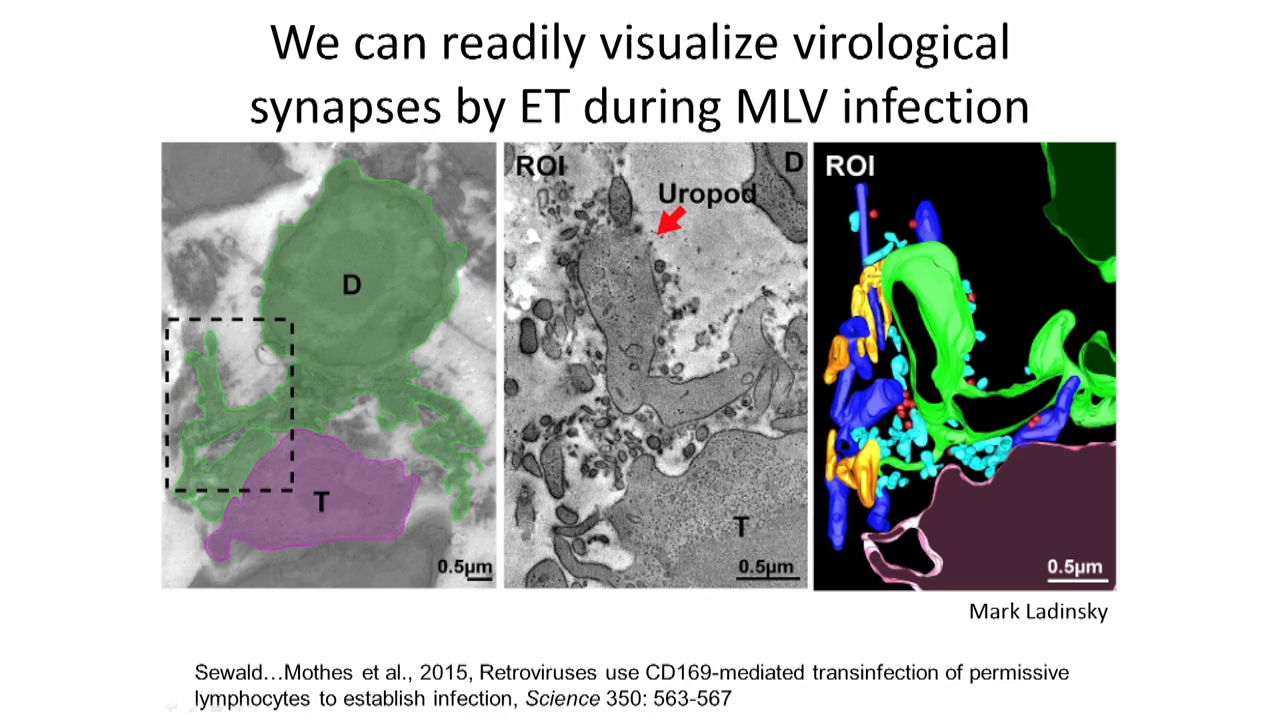 We can readily visualize virological
synapses by ET during MLV infection
D
T
0.5µm
ROI
D
Uropod
T
0.5µm
ROI
0.5µm
Mark Ladinsky
Sewald…Mothes et al., 2015, Retroviruses use CD169-mediated transinfection of permissive
lymphocytes to establish infection, Science 350: 563-567